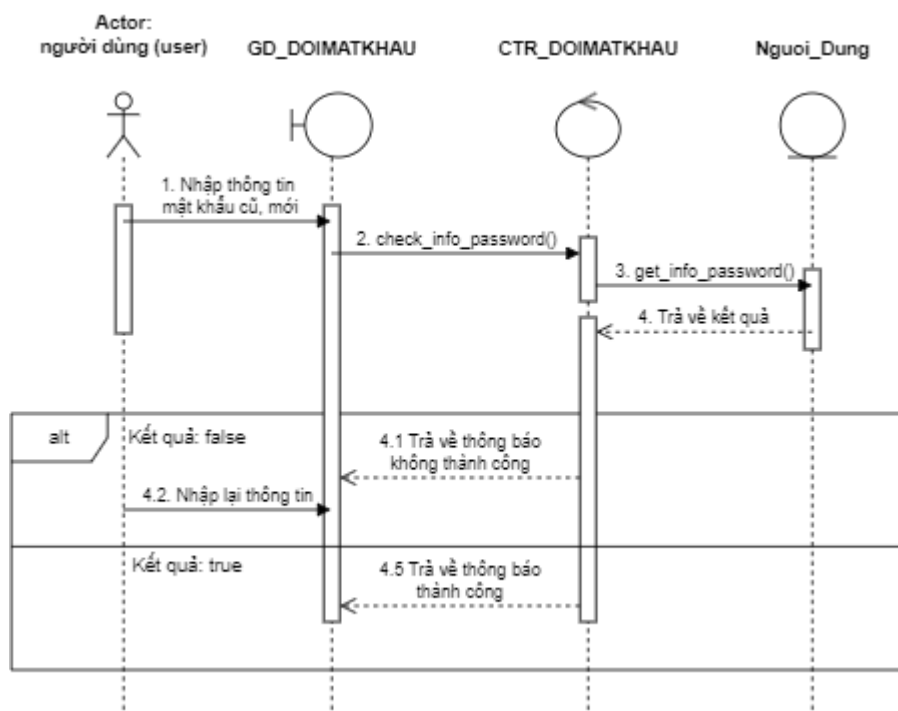 Actor:
người dùng (user)
GD_DOIMATKHAU
CTR_DOIMATKHAU
Nguoi_Dung
1. Nhập thông tin
mật khẩu cũ, mới
2. check_info_password()
3. get_info_password()
4. Trả về kết quả
alt
Kết quả: false
4.1 Trả về thông báo
không thành công
4.2. Nhập lại thông tin
Kết quả: true
4.5 Trả về thông báo
thành công